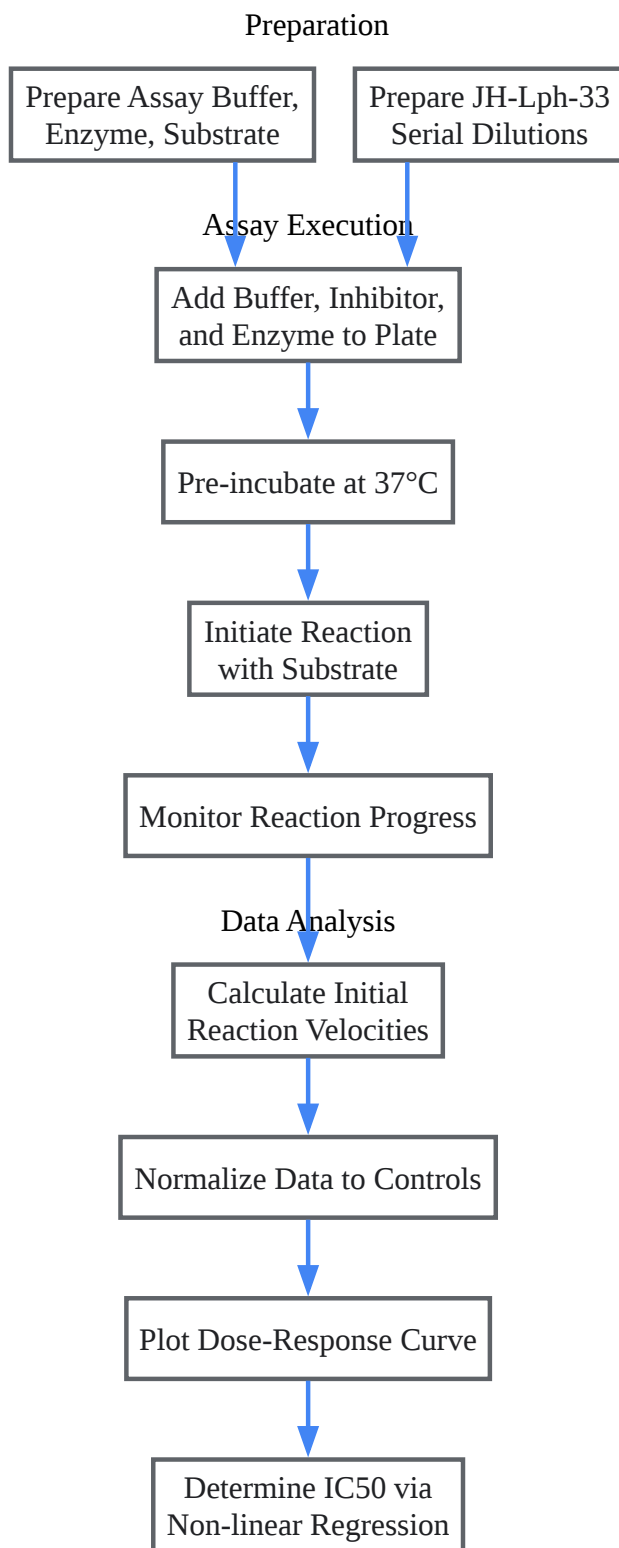 Preparation
Prepare Assay Buffer,
Enzyme, Substrate
Prepare JH-Lph-33
Serial Dilutions
Assay Execution
Add Buffer, Inhibitor,
and Enzyme to Plate
Pre-incubate at 37°C
Initiate Reaction
with Substrate
Monitor Reaction Progress
Data Analysis
Calculate Initial
Reaction Velocities
Normalize Data to Controls
Plot Dose-Response Curve
Determine IC50 via
Non-linear Regression